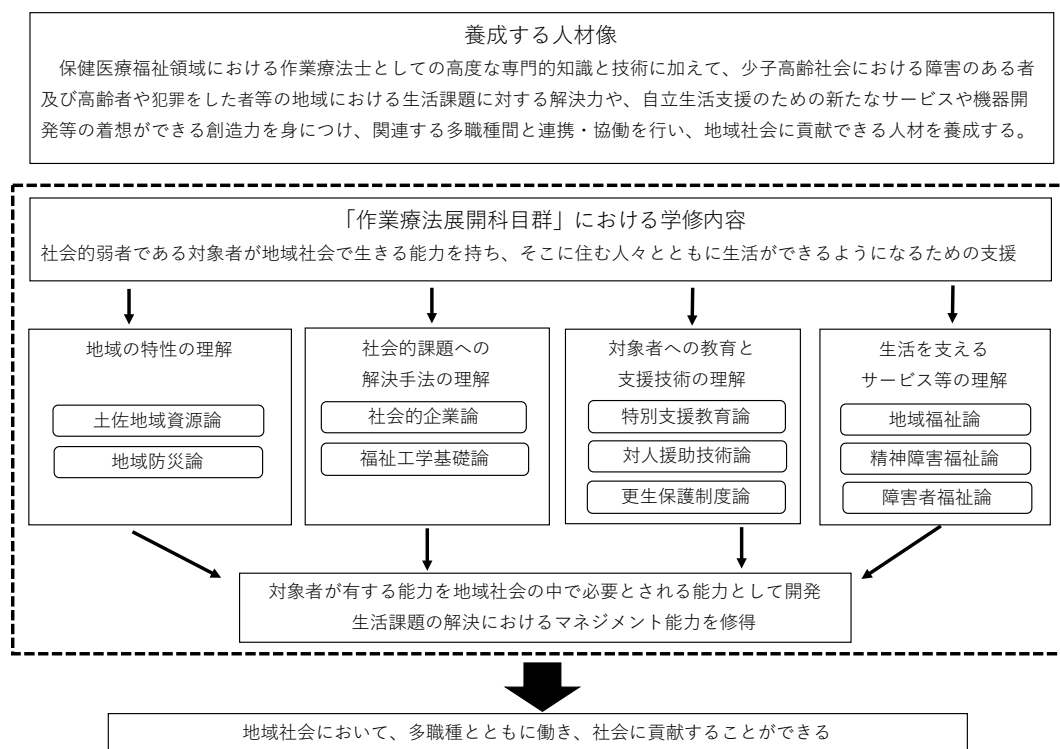 養成する人材像
保健医療福祉領域における作業療法士としての高度な専門的知識と技術に加えて、少子高齢社会における障害のある者
及び高齢者や犯罪をした者等の地域における生活課題に対する解決力や、自立生活支援のための新たなサービスや機器開
発等の着想ができる創造力を身につけ、関連する多職種間と連携・協働を行い、地域社会に貢献できる人材を養成する。
「作業療法展開科目群」における学修内容
社会的弱者である対象者が地域社会で生きる能力を持ち、そこに住む人々とともに生活ができるようになるための支援
地域の特性の理解
土佐地域資源論
地域防災論
社会的課題への
解決手法の理解
社会的企業論
福祉工学基礎論
対象者への教育と
支援技術の理解
特別支援教育論
対人援助技術論
更生保護制度論
生活を支える
サービス等の理解
地域福祉論
精神障害福祉論
障害者福祉論
対象者が有する能力を地域社会の中で必要とされる能力として開発
生活課題の解決におけるマネジメント能力を修得
地域社会において、多職種とともに働き、社会に貢献することができる